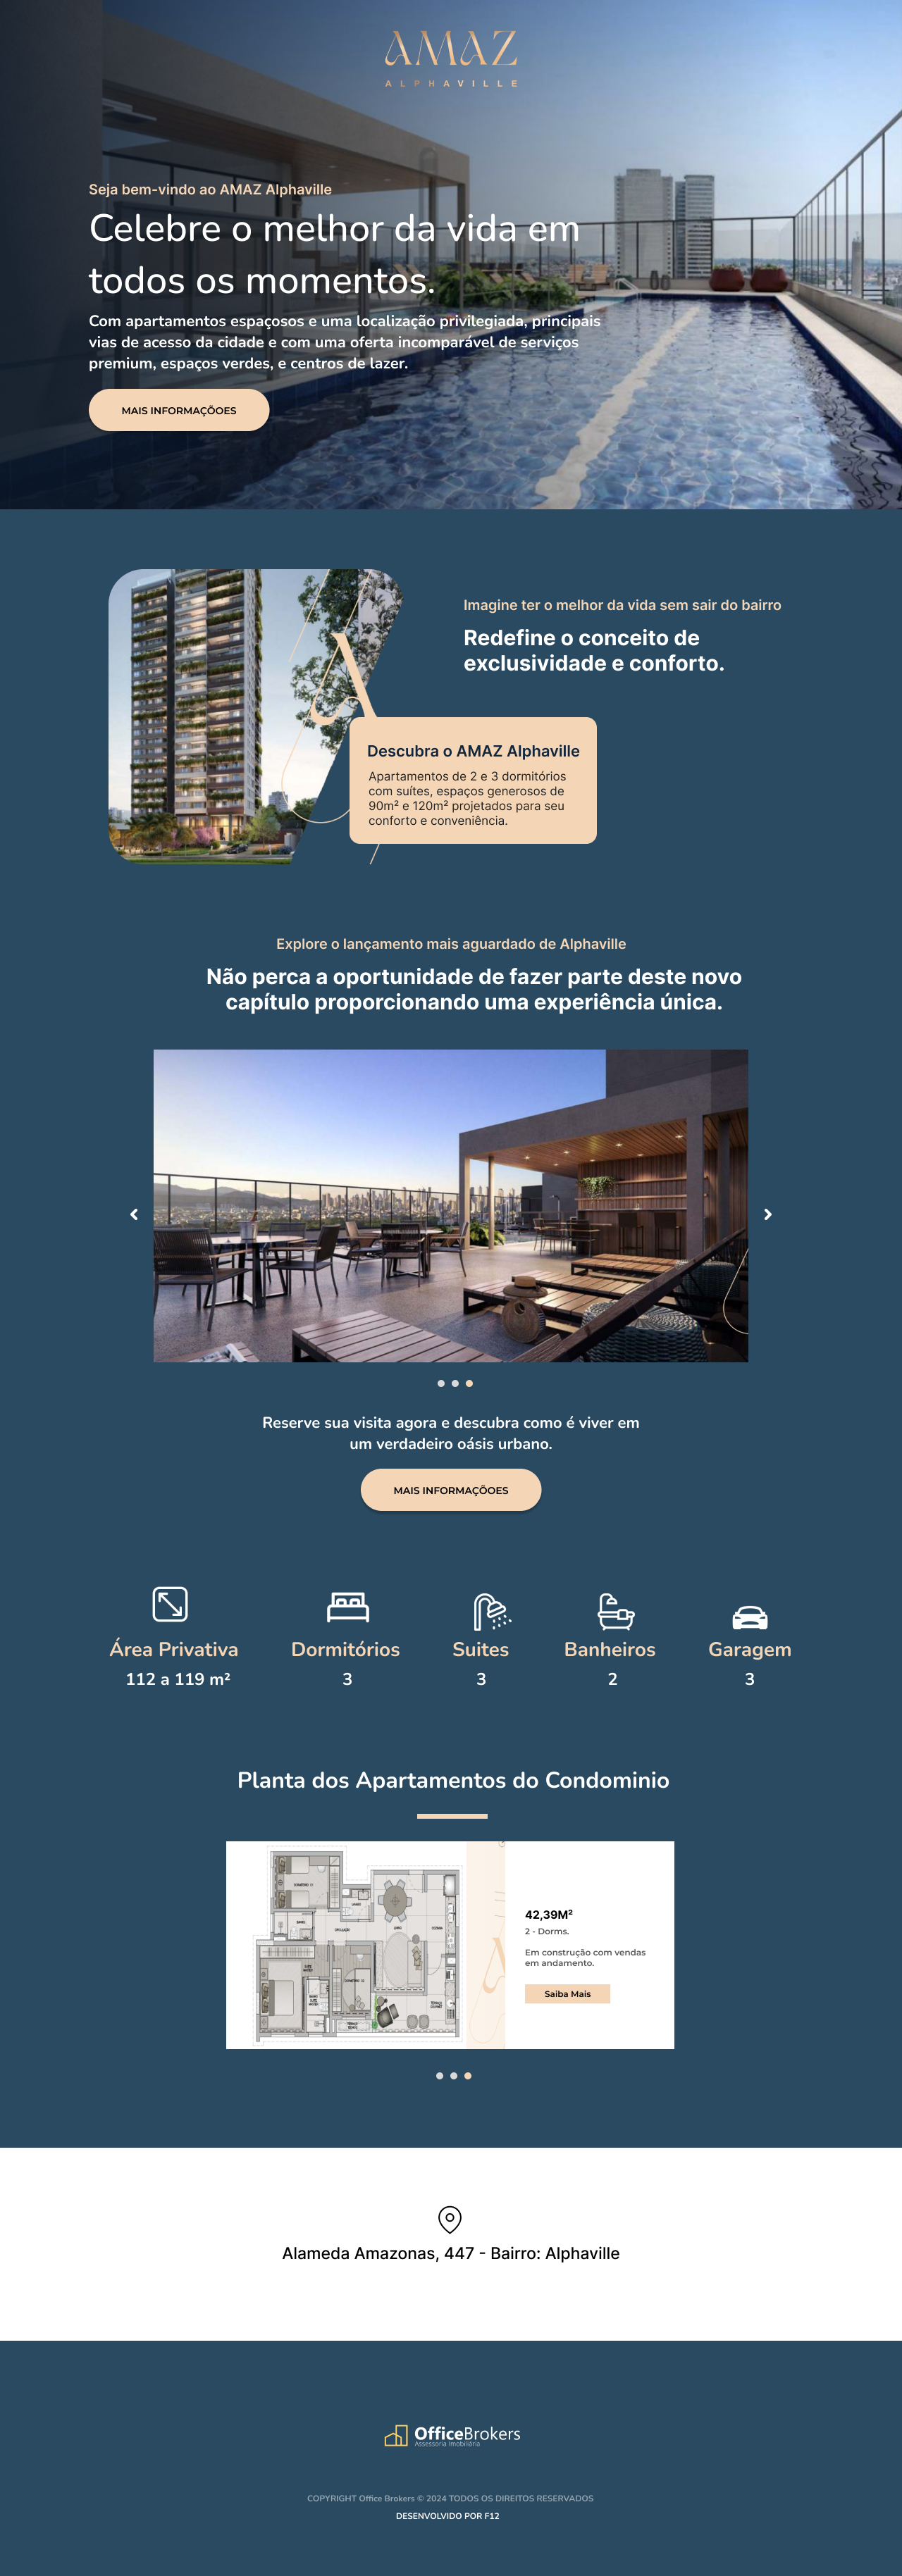 AMAZ
ALPHAVILLE
Seja bem-vindo ao AMAZ Alphaville
Celebre o melhor da vida em
todos os momentos.
Com apartamentos espaçosos e uma localização privilegiada, principais
vias de acesso da cidade e com uma oferta incomparável de serviços
premium, espaços verdes, e centros de lazer.
MAIS INFORMAÇÕOES
Imagine ter o melhor da vida sem sair do bairro
Redefine o conceito de
exclusividade e conforto.
A
Descubra o AMAZ Alphaville
Apartamentos de 2 e 3 dormitórios
com suítes, espaços generosos de
90m² e 120m² projetados para seu
conforto e conveniência.
Explore o lançamento mais aguardado de Alphaville
Não perca a oportunidade de fazer parte deste novo
capítulo proporcionando uma experiência única.
Reserve sua visita agora e descubra como é viver em
um verdadeiro oásis urbano.
MAIS INFORMAÇÕOES
Área Privativa
112 a 119 m²
Dormitórios
3
Suites
3
Banheiros
2
Garagem
3
Planta dos Apartamentos do Condominio
42,39M²
2 - Dorms.
Em construção com vendas
em andamento.
Saiba Mais
Alameda Amazonas, 447 - Bairro: Alphaville
OfficeBrokers
Assessoria Imobiliária
COPYRIGHT Office Brokers © 2024 TODOS OS DIREITOS RESERVADOS
DESENVOLVIDO POR F12